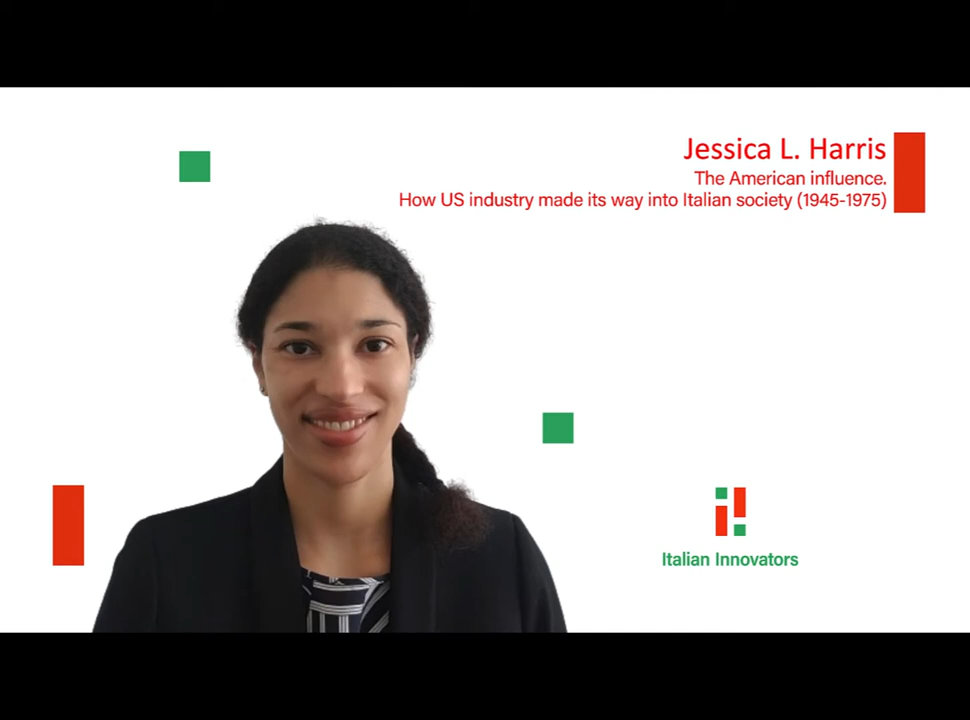 Jessica L. Harris
The American influence.
How US industry made its way into Italian society (1945-1975)
Italian Innovators